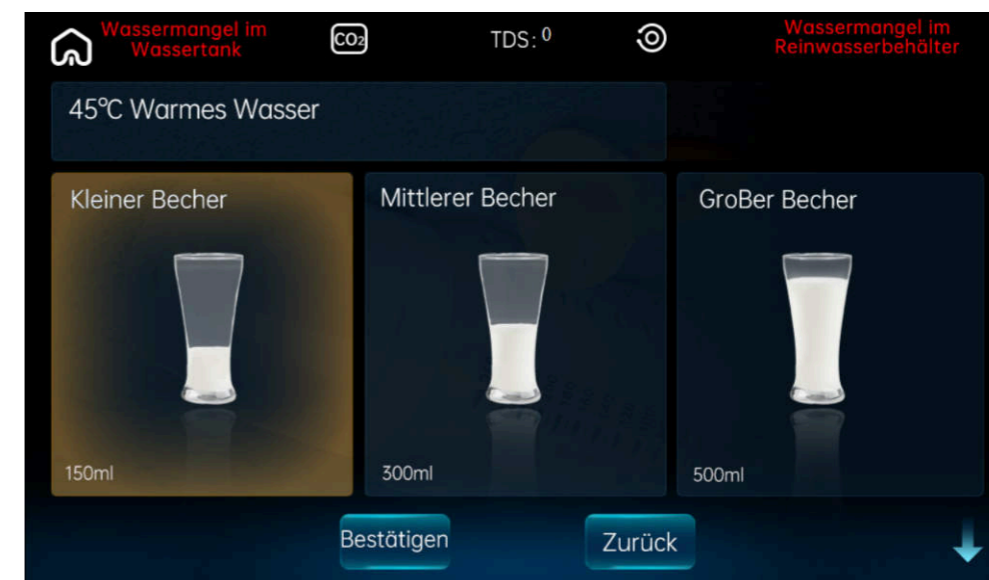 Wassermangel im
Wassertank
CO2
TDS: 0
Wassermangel im
Reinwasserbehälter
45℃ Warmes Wasser
Kleiner Becher
Mittlerer Becher
GroBer Becher
150ml
300ml
500ml
Bestätigen
Zurück